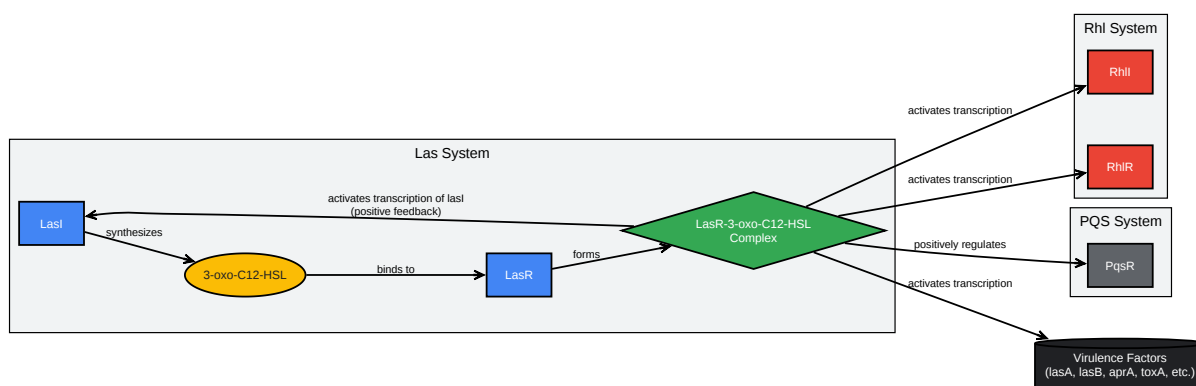 Rhl System
RhlI
activates transcription
Las System
RhlR
activates transcription
activates transcription of lasI
(positive feedback)
LasI
synthesizes
LasR-3-oxo-C12-HSL
Complex
PQS System
positively regulates
PqsR
forms
3-oxo-C12-HSL
binds to
LasR
activates transcription
Virulence Factors
(lasA, lasB, aprA, toxA, etc.)